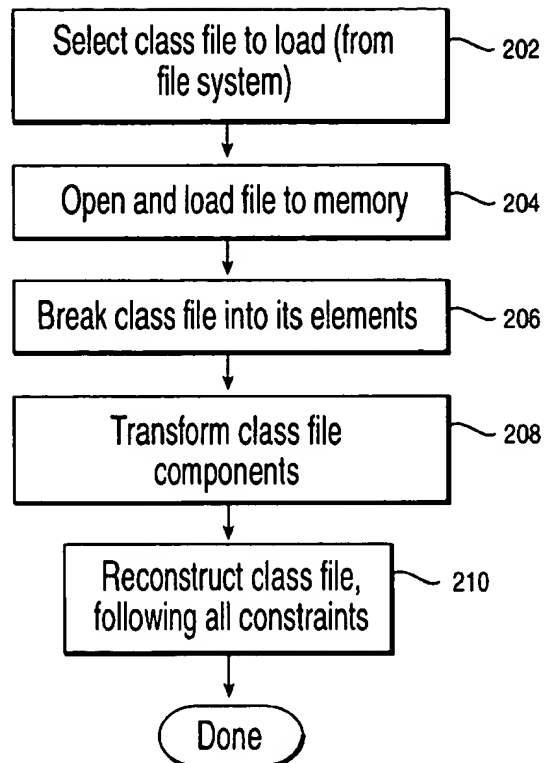 Select class file to load (from
file system)
202
Open and load file to memory
204
Break class file into its elements
206
Transform class file
components
208
Reconstruct class file,
following all constraints
210
Done